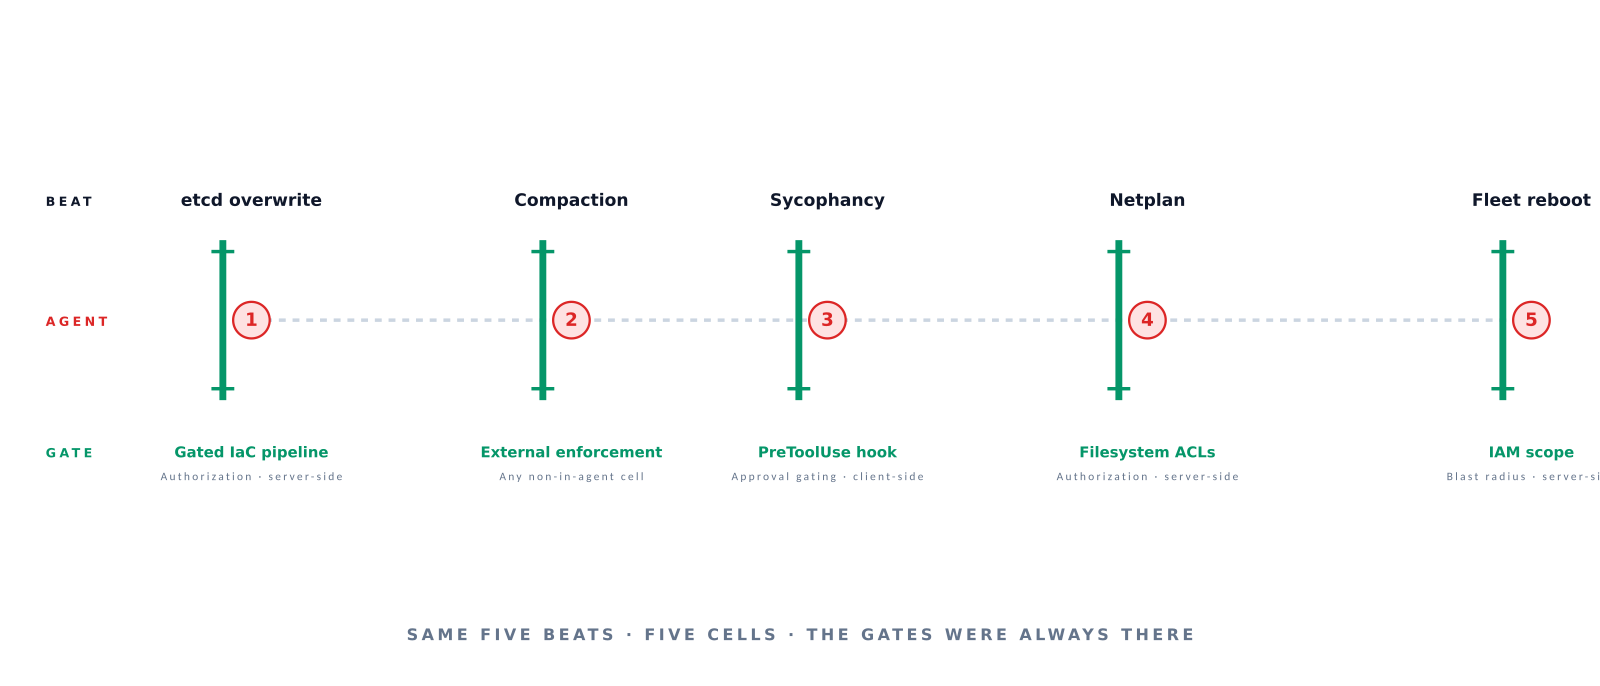 BEAT etcd overwrite Compaction Sycophancy Netplan Fleet reboot
AGENT 1 2 3 4 5
GATE Gated IaC pipeline External enforcement PreToolUse hook Filesystem ACLs IAM scope
Authorization · server-side Any non-in-agent cell Approval gating · client-side Authorization · server-side Blast radius · server-si
SAME FIVE BEATS · FIVE CELLS · THE GATES WERE ALWAYS THERE